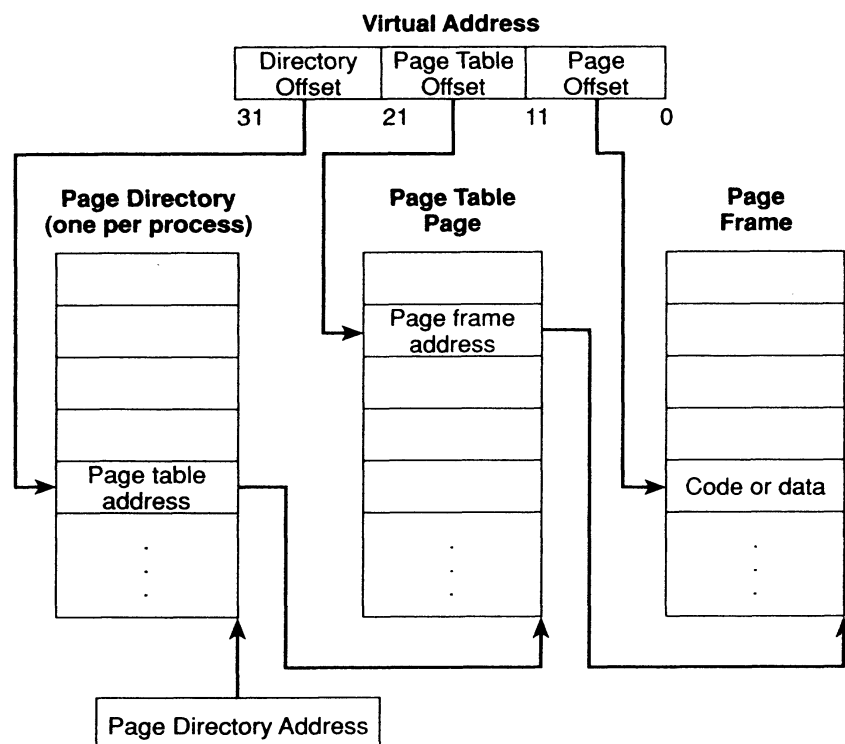 Virtual Address
Directory
Offset
Page Table
Offset
Page
Offset
31
21
11
0
Page Directory
(one per process)
Page Table
Page
Page
Frame
Page frame
address
Page table
address
Code or data
.
.
.
.
.
.
.
.
.
Page Directory Address